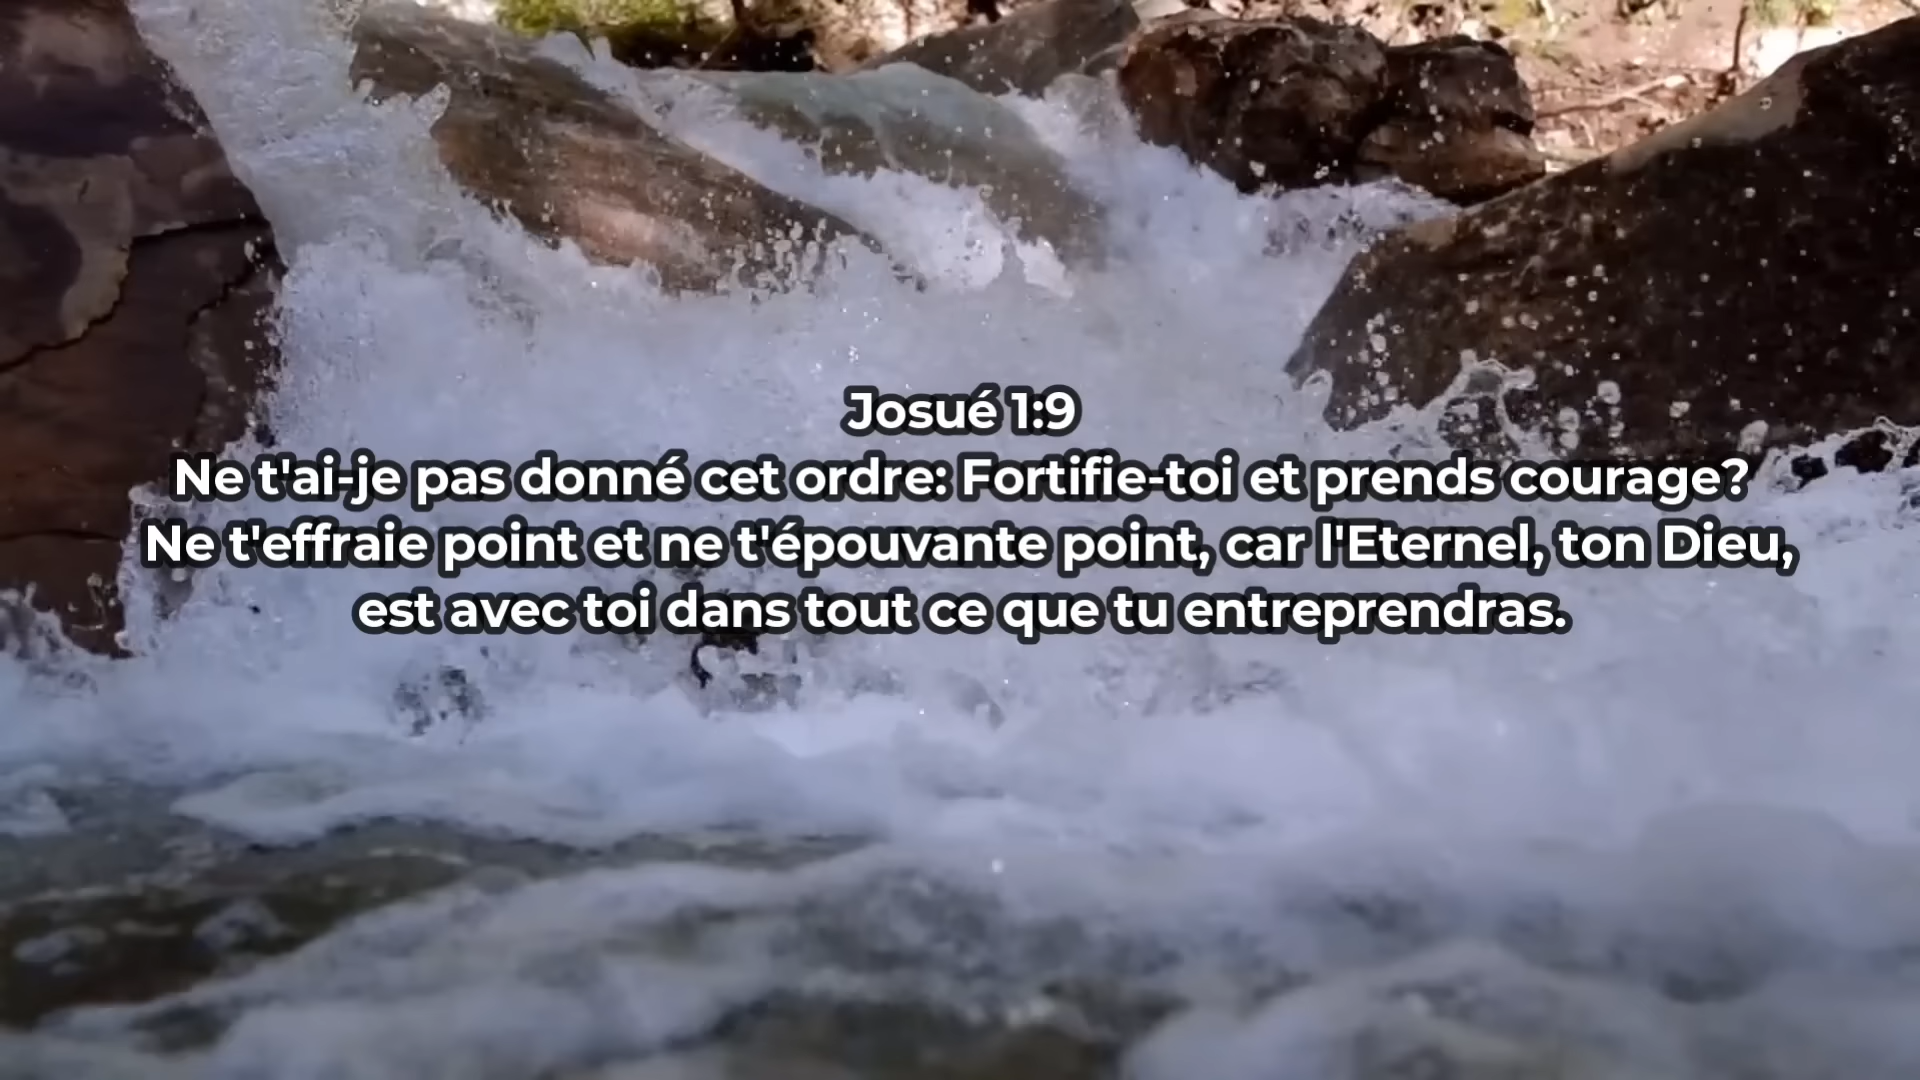 Josué 1:9
Ne t'ai-je pas donné cet ordre: Fortifie-toi et prends courage?
Ne t'effraie point et ne t'épouvante point, car l'Eternel, ton Dieu,
est avec toi dans tout ce que tu entreprendras.